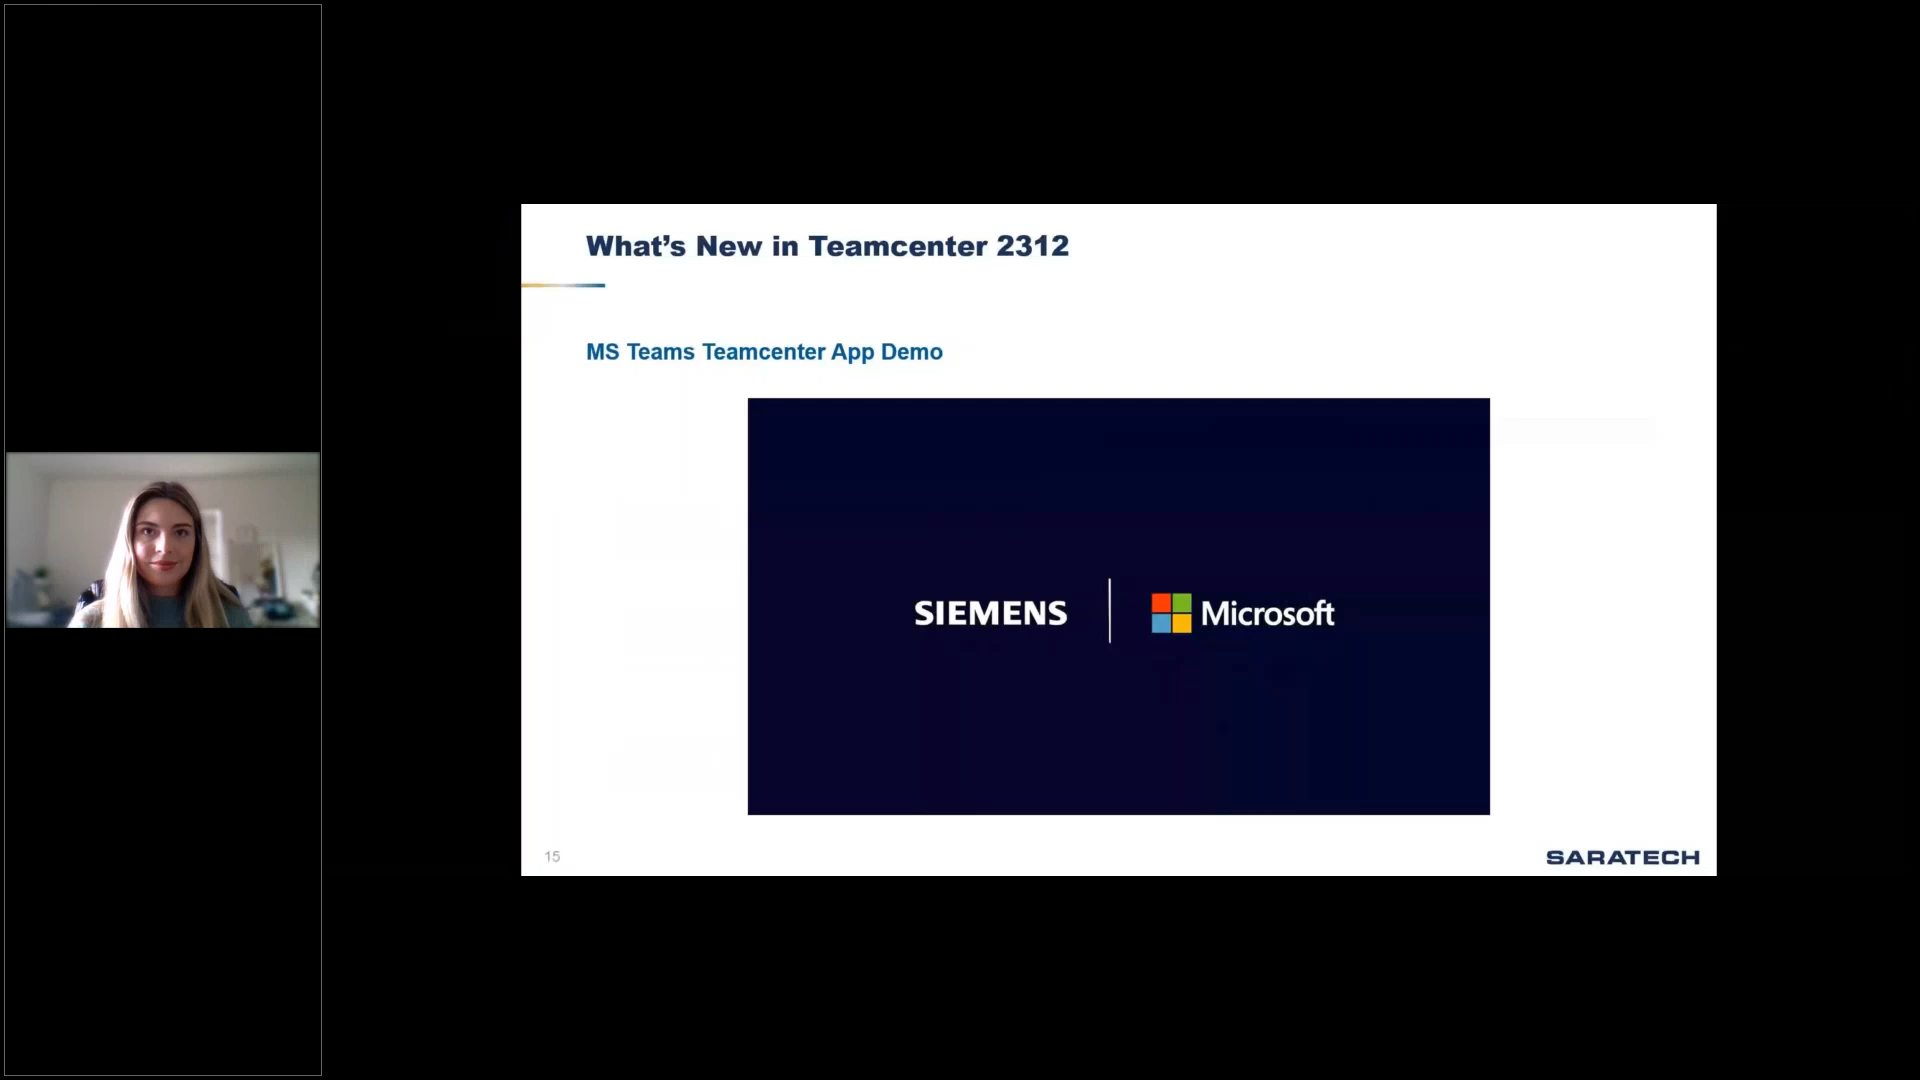 What's New in Teamcenter 2312
MS Teams Teamcenter App Demo
SIEMENS
Microsoft
15
SARATECH